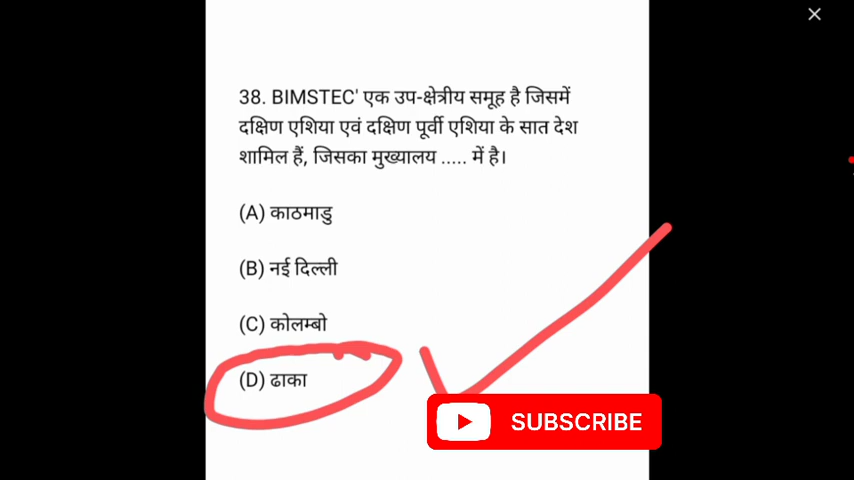 38. BIMSTEC' एक उप-क्षेत्रीय समूह है जिसमें
दक्षिण एशिया एवं दक्षिण पूर्वी एशिया के सात देश
शामिल हैं, जिसका मुख्यालय ..... में है।
(A) काठमाडु
(B) नई दिल्ली
(C) कोलम्बो
(D) ढाका
SUBSCRIBE